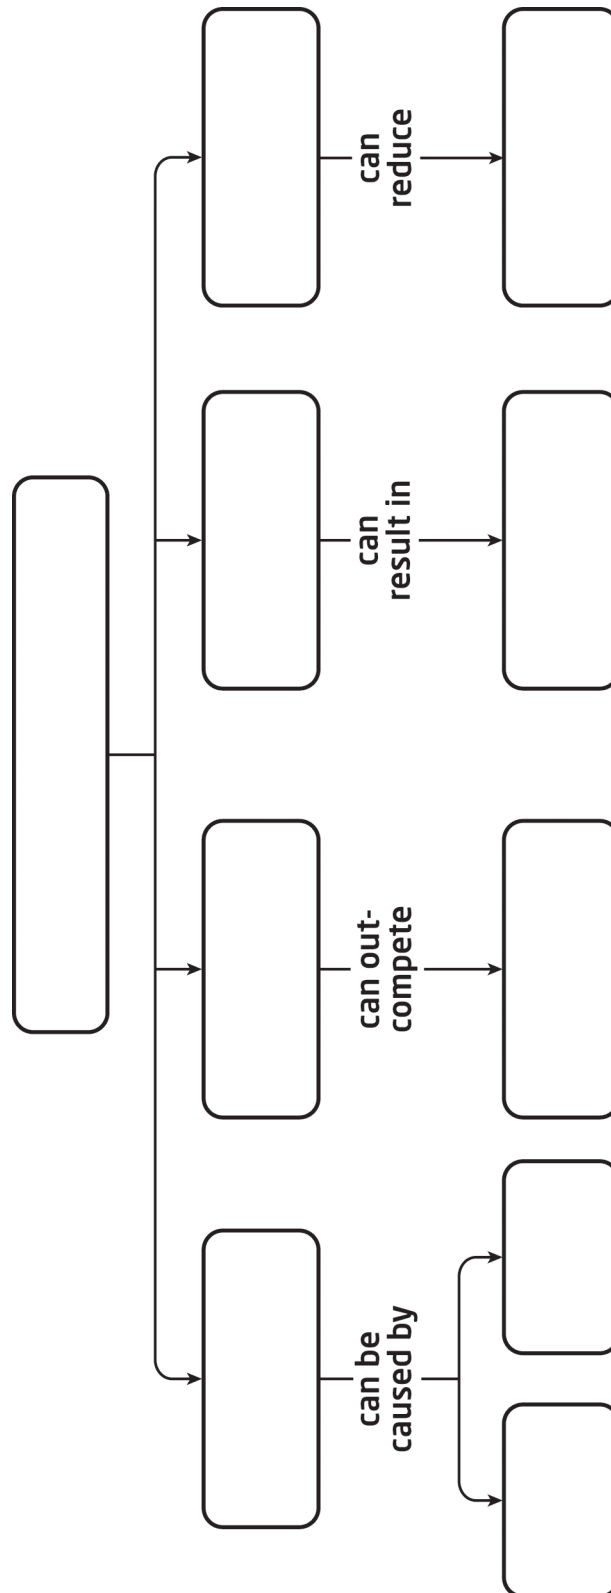 can be
caused by
can out-
compete
can
result in
can
reduce